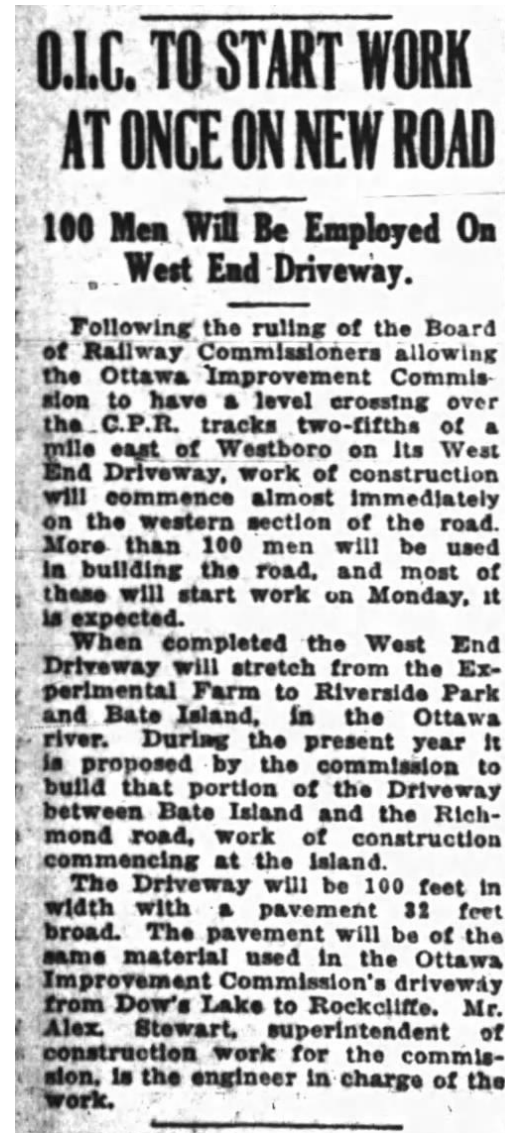 O.I.C. TO START WORK
AT ONCE ON NEW ROAD
100 Men Will Be Employed On
West End Driveway.
Following the ruling of the Board
of Railway Commissioners allowing
the Ottawa Improvement Commis-
sion to have a level crossing over
the C.P.R. tracks two-fifths of a
mile east of Westboro on its West
End Driveway, work of construction
will commence almost immediately
on the western section of the road.
More than 100 men will be used
in building the road, and most of
these will start work on Monday, it
is expected.
When completed the West End
Driveway will stretch from the Ex-
perimental Farm to Riverside Park
and Bate Island, in the Ottawa
river. During the present year it
is proposed by the commission to
build that portion of the Driveway
between Bate Island and the Rich-
mond road, work of construction
commencing at the island.
The Driveway will be 100 feet in
width with a pavement 32 feet
broad. The pavement will be of the
same material used in the Ottawa
Improvement Commission's driveway
from Dow's Lake to Rockcliffe. Mr.
Alex. Stewart, superintendent of
construction work for the commis-
sion, is the engineer in charge of the
work.